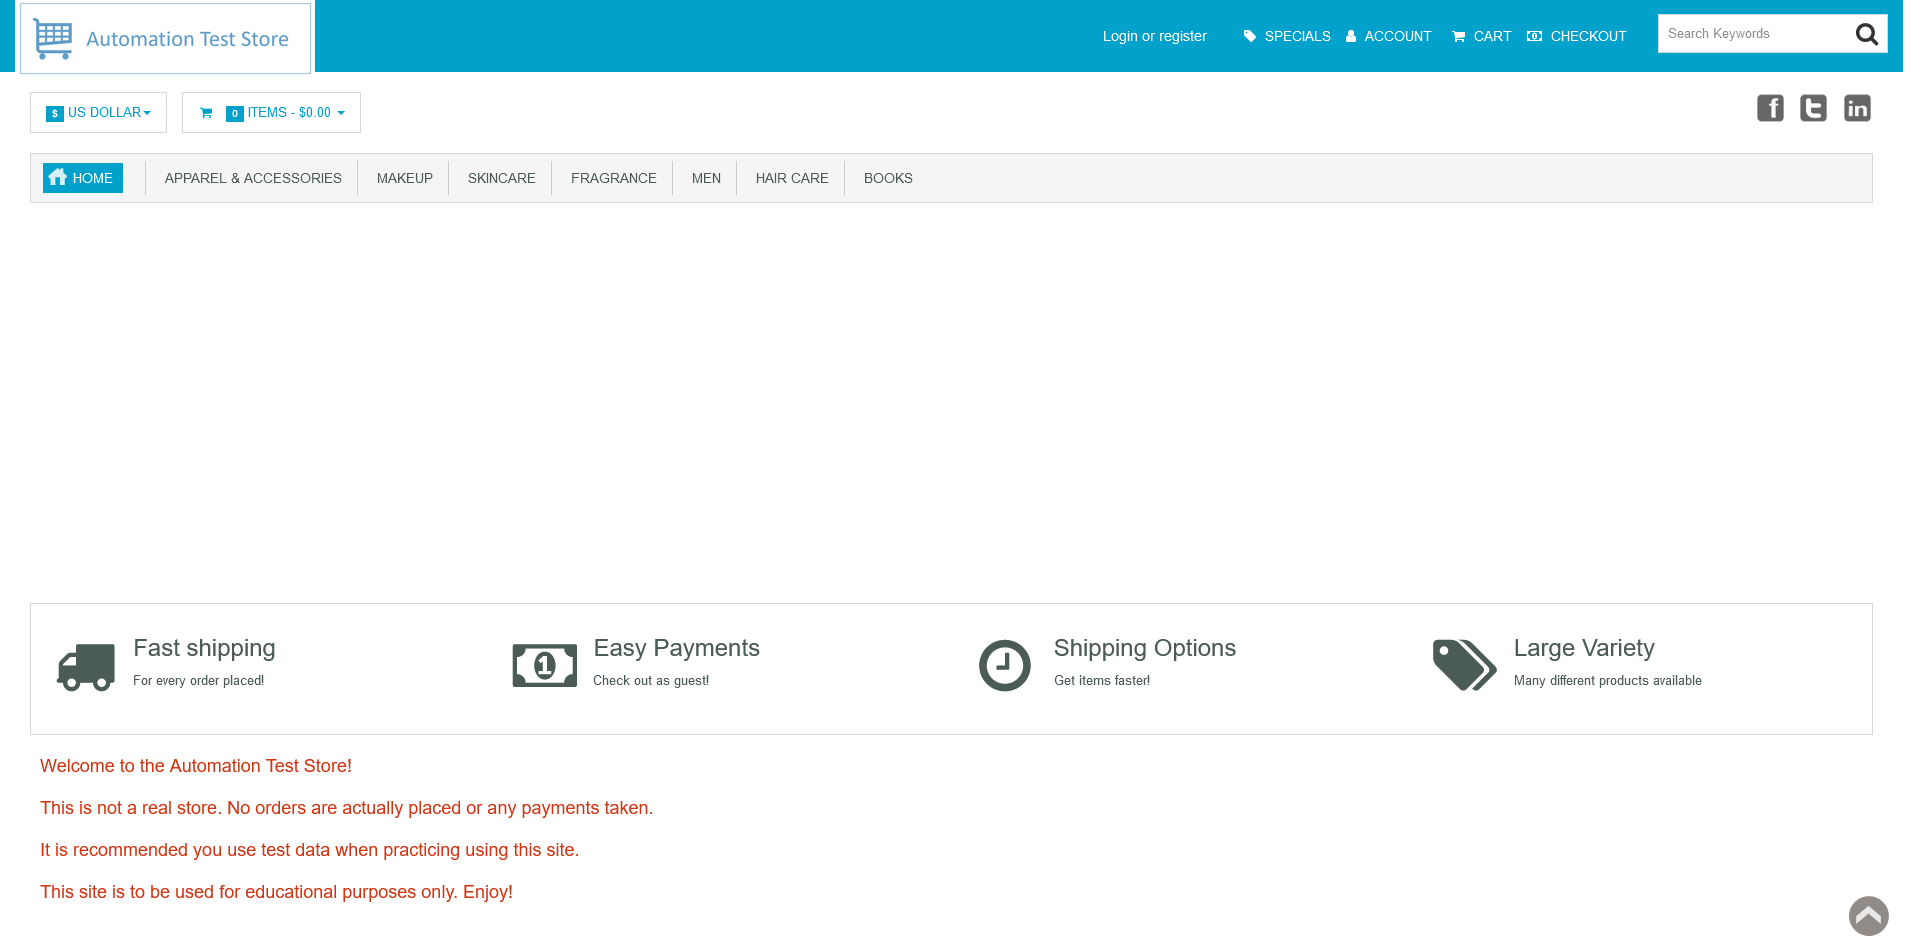 Automation Test Store
Login or register
SPECIALS
ACCOUNT
CART
CHECKOUT
Search Keywords
$ US DOLLAR
0 ITEMS - $0.00
HOME
APPAREL & ACCESSORIES
MAKEUP
SKINCARE
FRAGRANCE
MEN
HAIR CARE
BOOKS
Fast shipping
For every order placed!
Easy Payments
Check out as guest!
Shipping Options
Get items faster!
Large Variety
Many different products available
Welcome to the Automation Test Store!
This is not a real store. No orders are actually placed or any payments taken.
It is recommended you use test data when practicing using this site.
This site is to be used for educational purposes only. Enjoy!